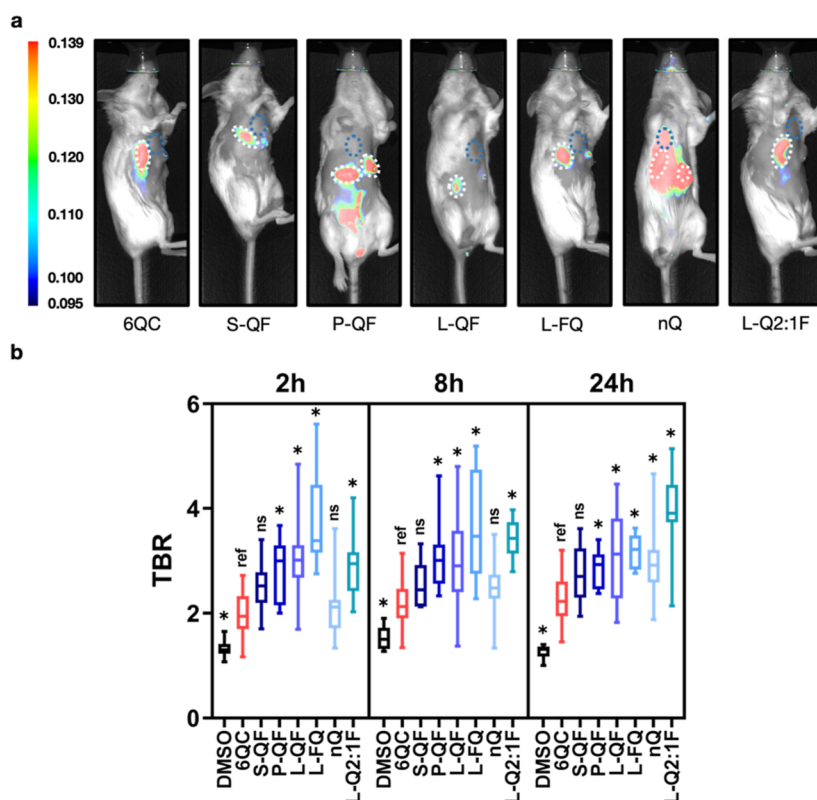 a
0.139
0.130
0.120
0.110
0.100
0.095
6QC
S-QF
P-QF
L-QF
L-FQ
nQ
L-Q2:1F
b
2h
8h
24h
6
4
2
0
TBR
* ref ns * * * ns *
* ref ns * * * ns *
* ref ns * * * * *
DMSO
6QC
S-QF
P-QF
L-QF
L-FQ
nQ
L-Q2:1F
DMSO
6QC
S-QF
P-QF
L-QF
L-FQ
nQ
L-Q2:1F
DMSO
6QC
S-QF
P-QF
L-QF
L-FQ
nQ
L-Q2:1F